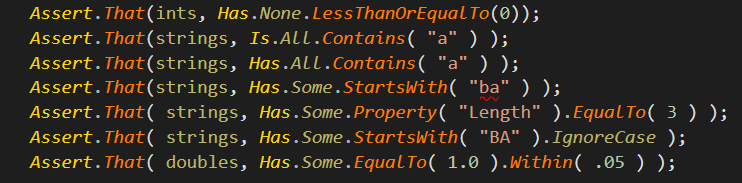 Assert.That(ints, Has.None.LessThanOrEqualTo(0));
Assert.That(strings, Is.All.Contains( "a" ) );
Assert.That(strings, Has.All.Contains( "a" ) );
Assert.That(strings, Has.Some.StartsWith( "ba" ) );
Assert.That( strings, Has.Some.Property( "Length" ).EqualTo( 3 ) );
Assert.That( strings, Has.Some.StartsWith( "BA" ).IgnoreCase );
Assert.That( doubles, Has.Some.EqualTo( 1.0 ).Within( .05 ) );